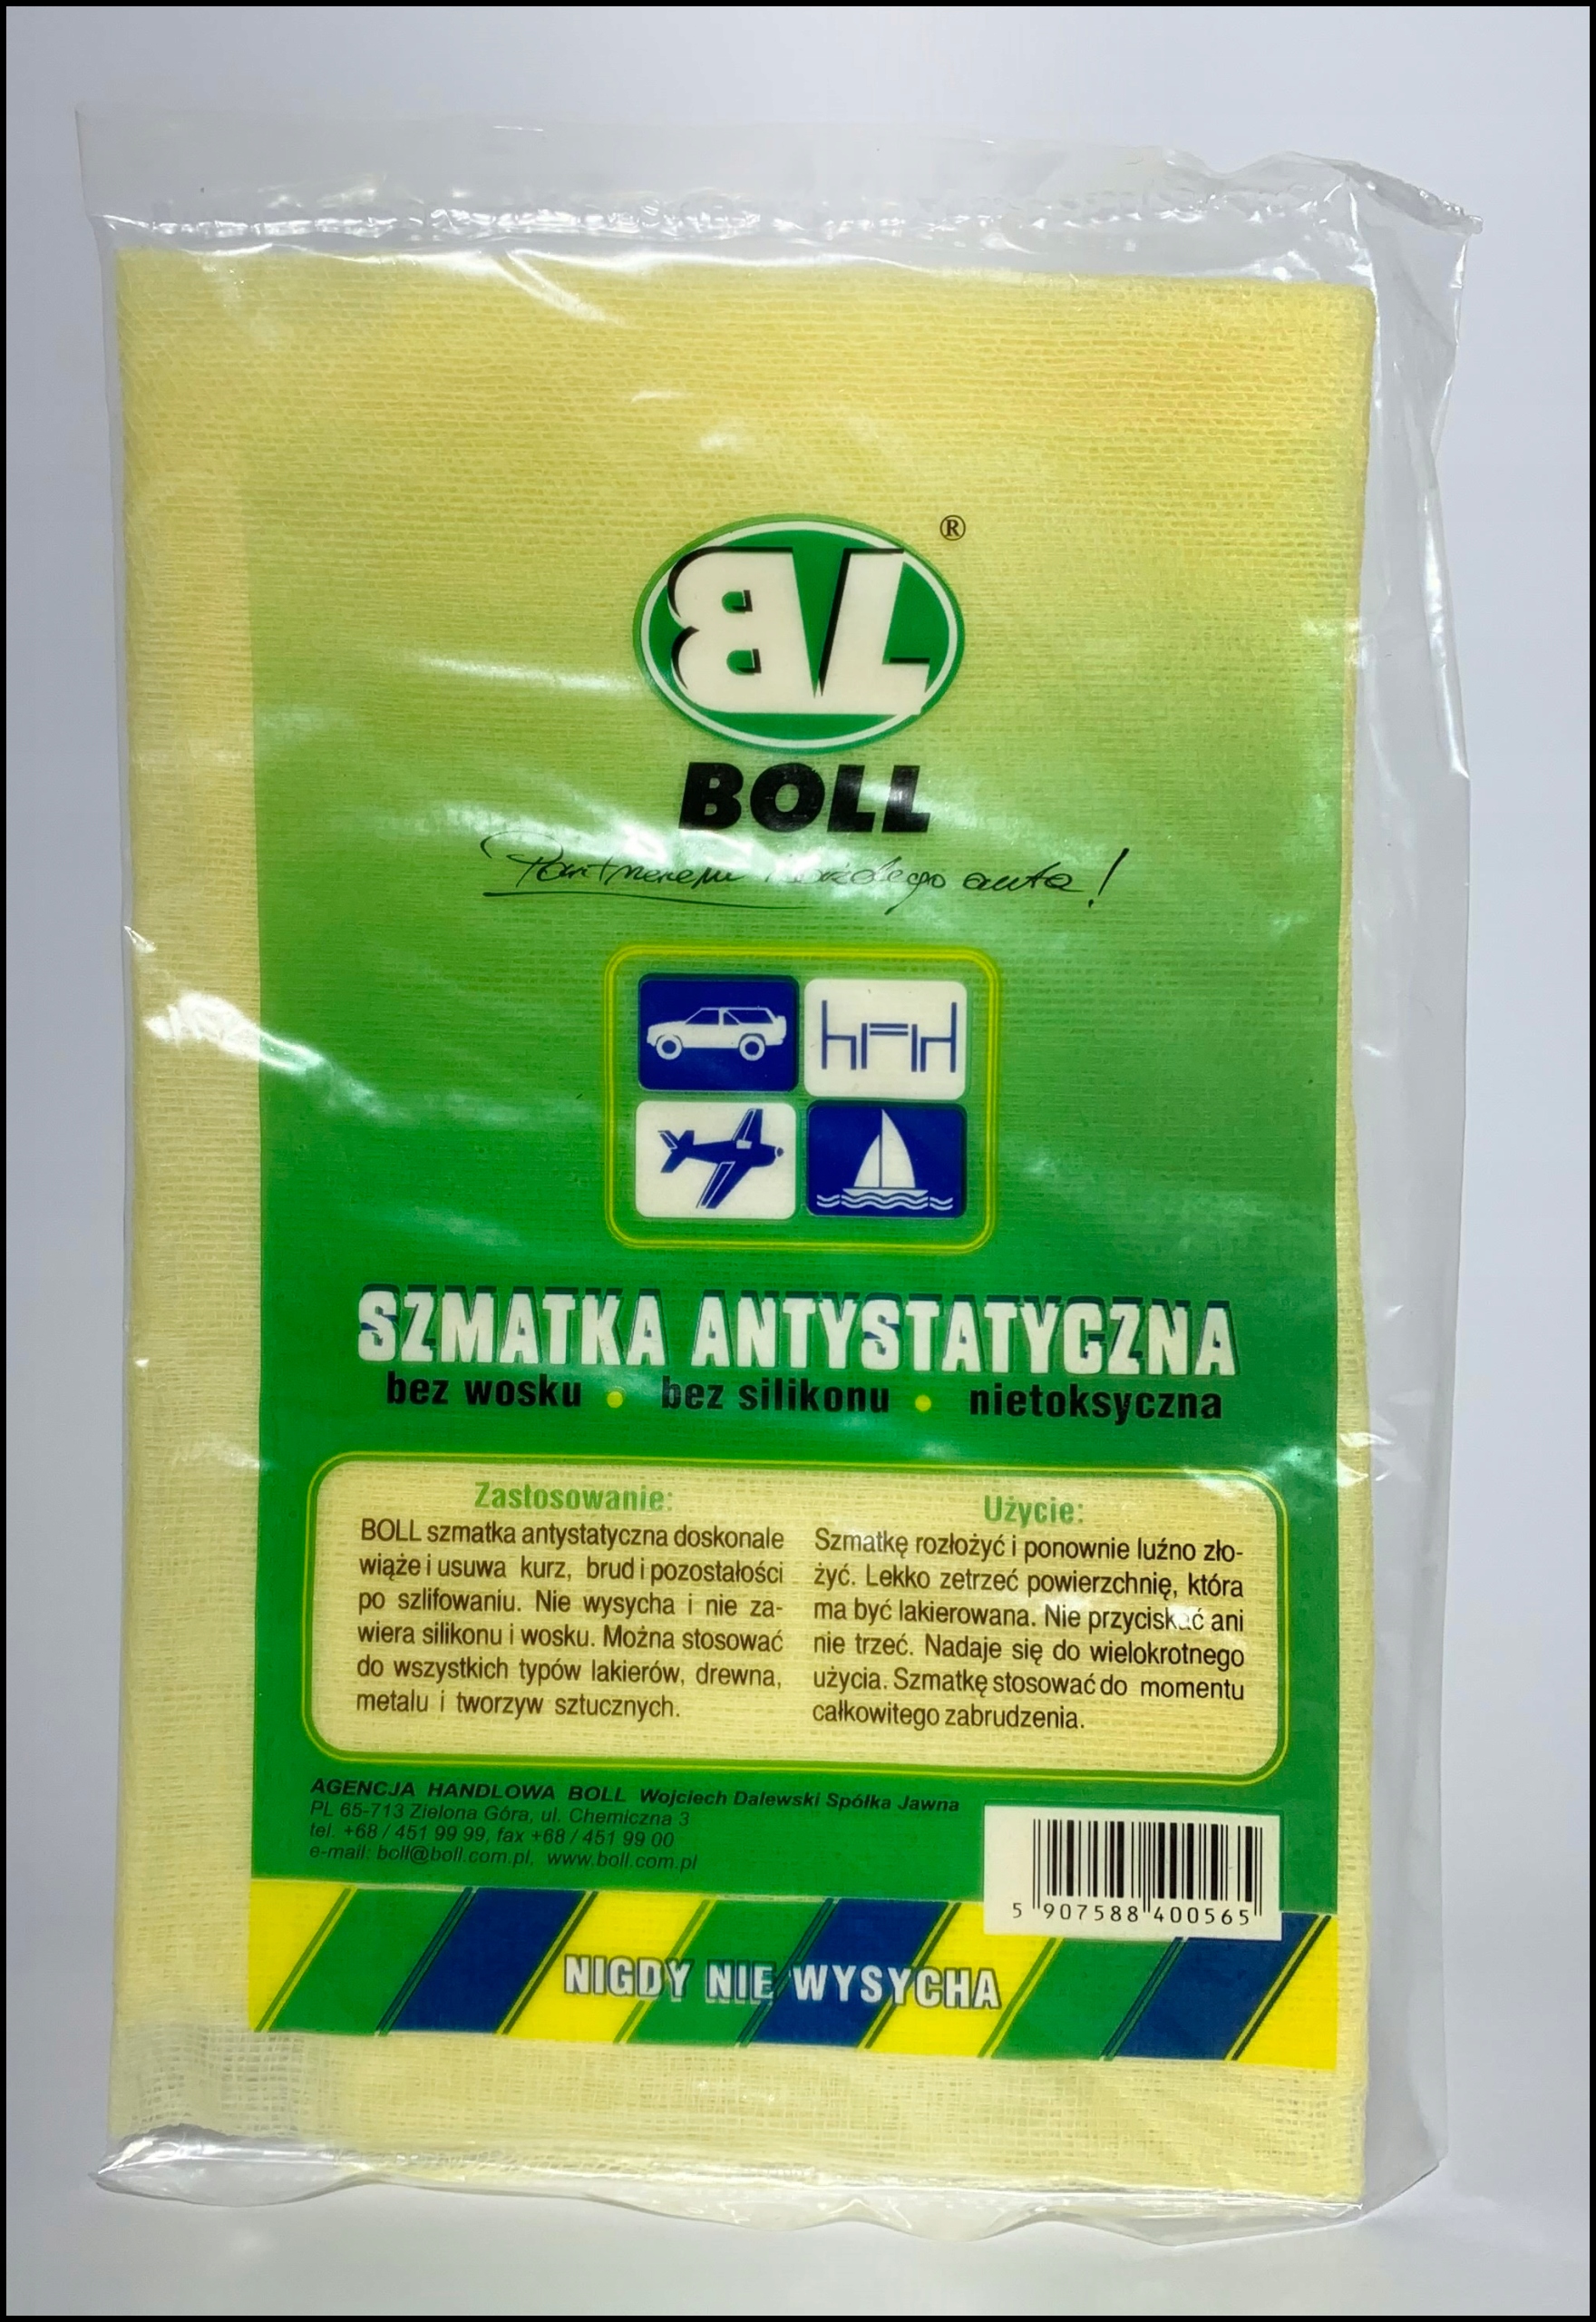 ®
BL
BOLL
Partnerem każdego auta!
SZMATKA ANTYSTATYCZNA
bez wosku • bez silikonu • nietoksyczna
Zastosowanie:
BOLL szmatka antystatyczna doskonale
wiąże i usuwa kurz, brud i pozostałości
po szlifowaniu. Nie wysycha i nie za-
wiera silikonu i wosku. Można stosować
do wszystkich typów lakierów, drewna,
metalu i tworzyw sztucznych.
Użycie:
Szmatkę rozłożyć i ponownie luźno zło-
żyć. Lekko zetrzeć powierzchnię, która
ma być lakierowana. Nie przyciskać ani
nie trzeć. Nadaje się do wielokrotnego
użycia. Szmatkę stosować do momentu
całkowitego zabrudzenia.
AGENCJA HANDLOWA BOLL Wojciech Dalewski Spółka Jawna
PL 65-713 Zielona Góra, ul. Chemiczna 3
tel. +68 / 451 99 99, fax +68 / 451 99 00
e-mail: boll@boll.com.pl, www.boll.com.pl
5 907588 400565
NIGDY NIE WYSYCHA